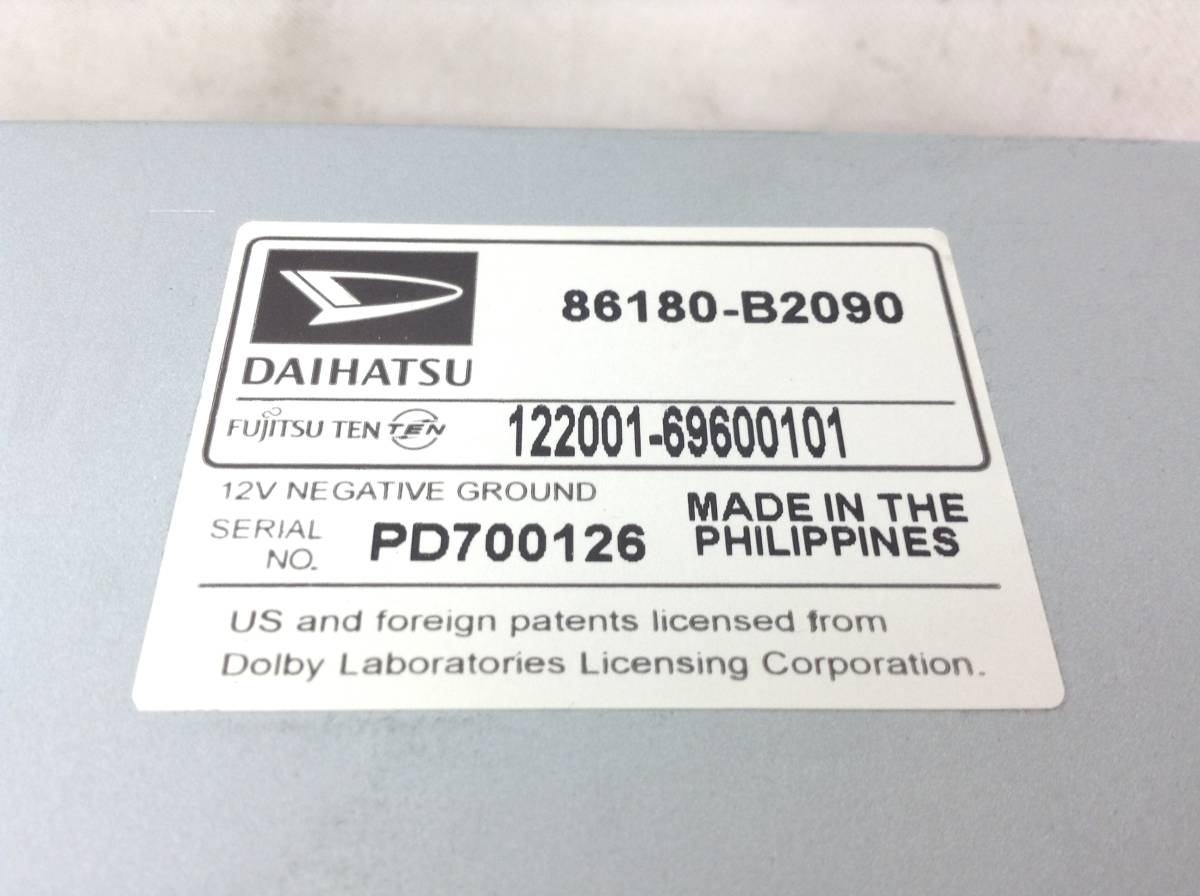 86180-B2090
DAIHATSU
FUJITSU TEN TEN 122001-69600101
12V NEGATIVE GROUND
SERIAL NO. PD700126
MADE IN THE
PHILIPPINES
US and foreign patents licensed from
Dolby Laboratories Licensing Corporation.